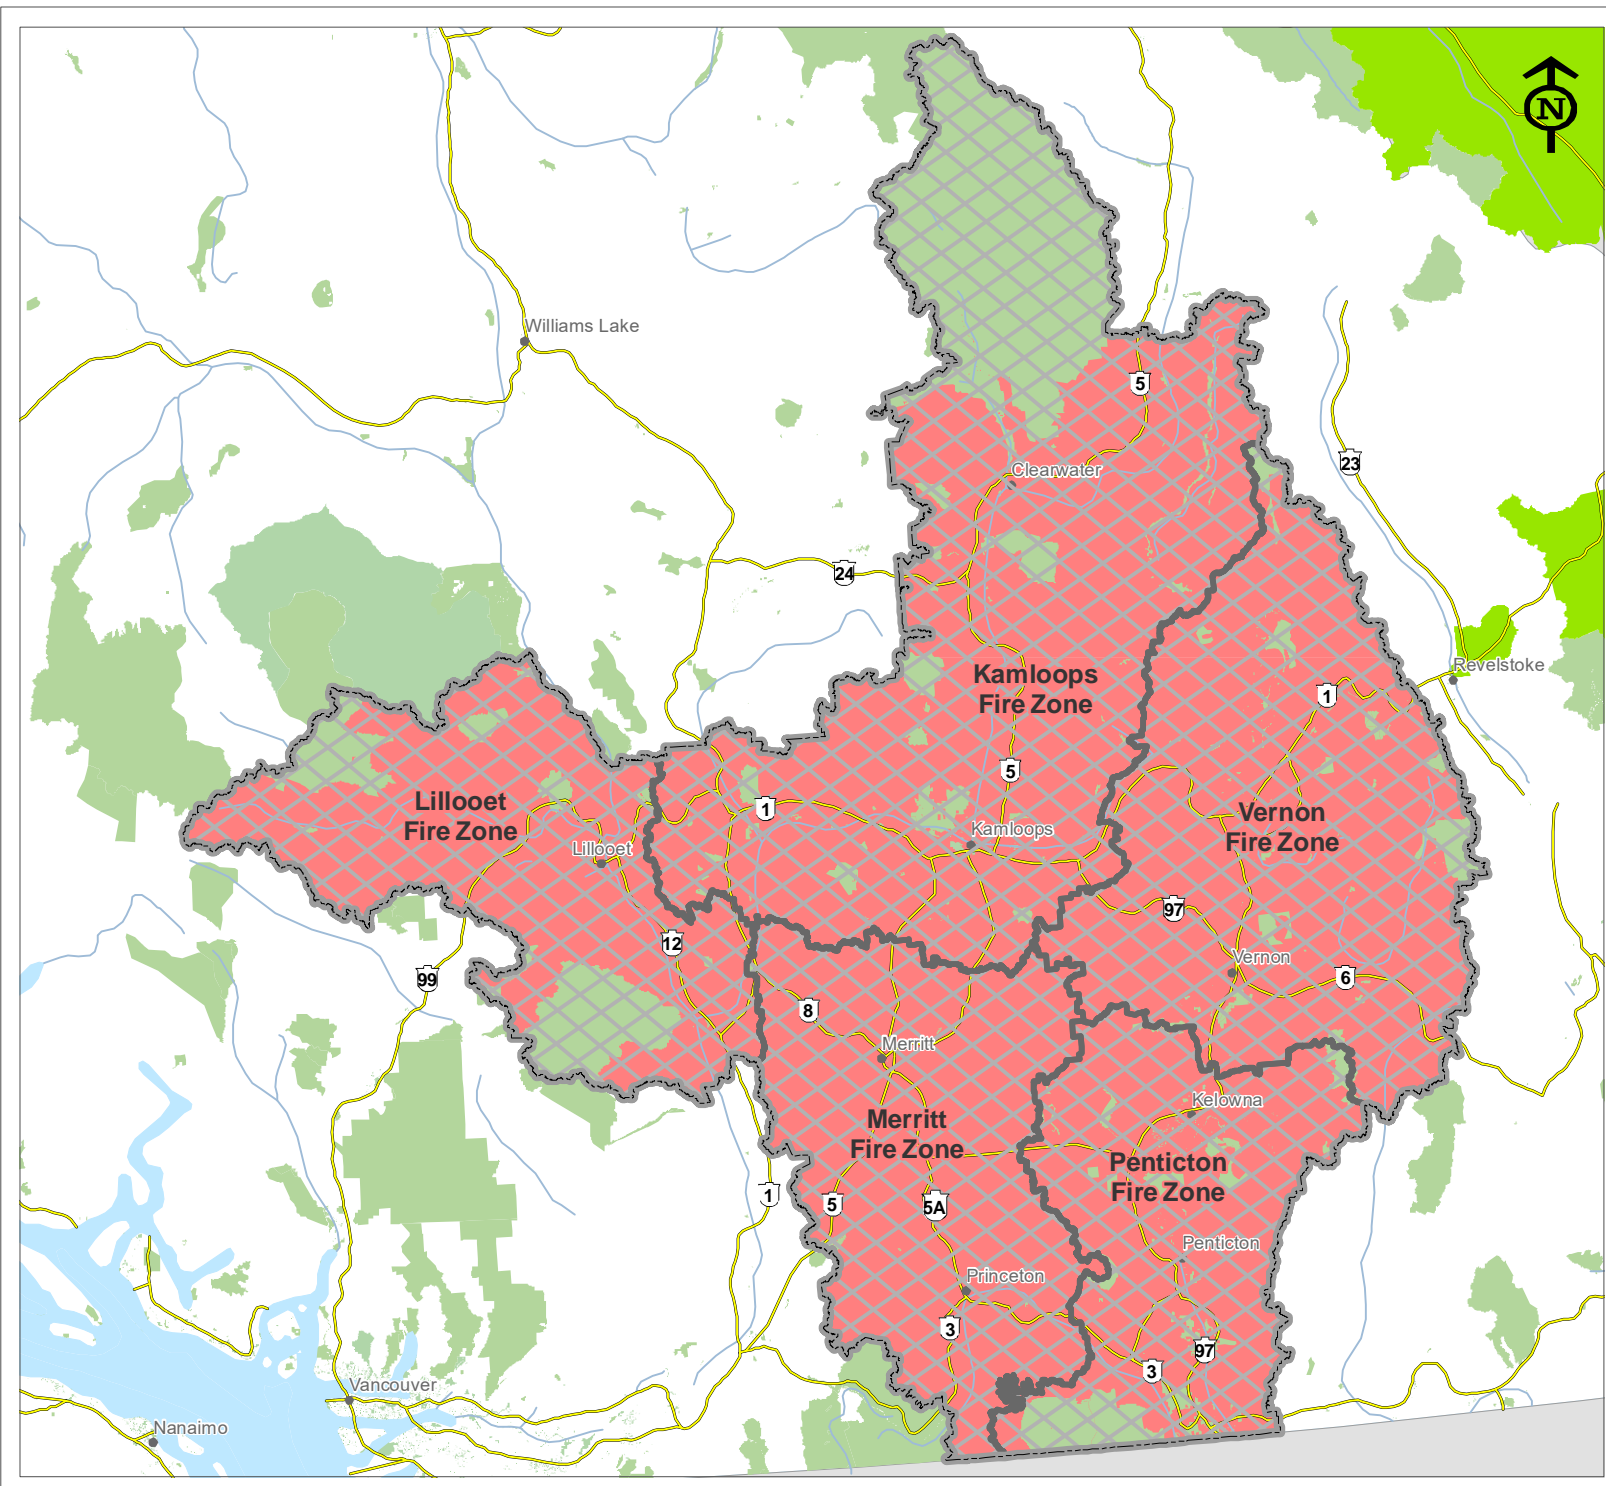 N
Williams Lake
5
Clearwater
23
24
Kamloops
Fire Zone
Revelstoke
1
5
Lillooet
Fire Zone
1
Vernon
Fire Zone
Kamloops
Lillooet
97
12
Vernon
99
6
8
Merritt
Kelowna
Merritt
Fire Zone
Penticton
Fire Zone
1
5
5A
Penticton
Princeton
3
97
3
Vancouver
Nanaimo